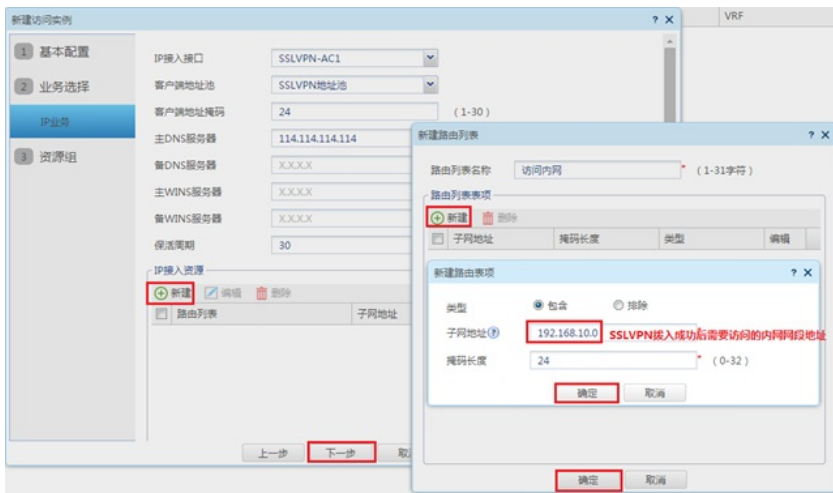 新建访问实例 ? X
VRF
1 基本配置
2 业务选择
IP业务
3 资源组
IP接入接口 SSLVPN-AC1
客户端地址池 SSLVPN地址池
客户端地址掩码 24 (1-30)
主DNS服务器 114.114.114.114
备DNS服务器 X.X.X.X
主WINS服务器 X.X.X.X
备WINS服务器 X.X.X.X
保活周期 30
IP接入资源
新建 编辑 删除
路由列表 子网地址
上一步 下一步 取
新建路由列表 ? X
路由列表名称 访问内网 * (1-31字符)
路由列表表项
新建 删除
子网地址 掩码长度 类型 编辑
新建路由表项 ? X
类型 包含 排除
子网地址? 192.168.10.0 SSLVPN拨入成功后需要访问的内网网段地址
掩码长度 24 * (0-32)
确定 取消
确定 取消